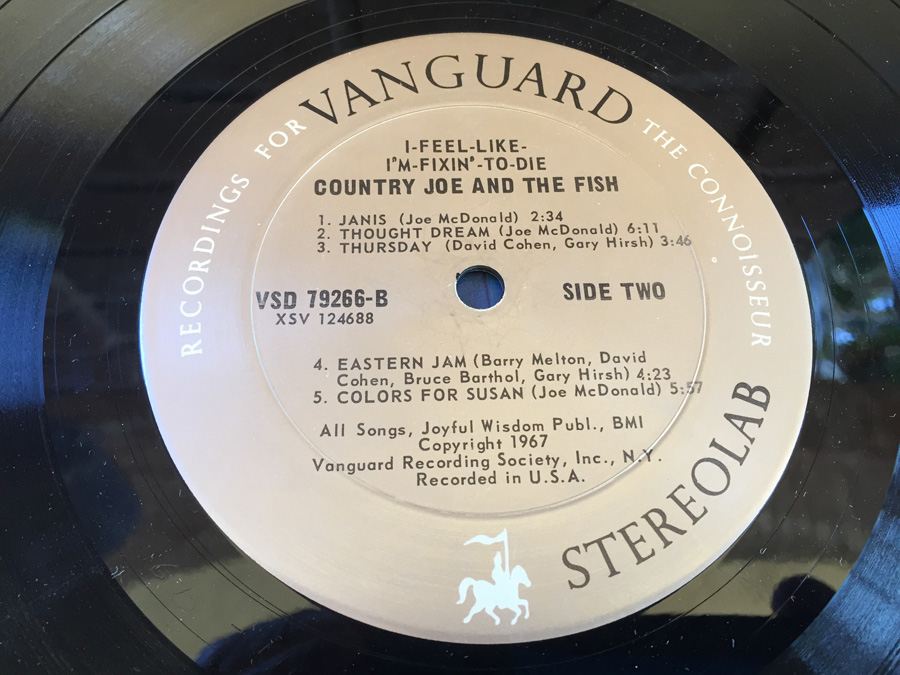 RECORDINGS FOR VANGUARD THE CONNOISSEUR
I-FEEL-LIKE-
I'M-FIXIN'-TO-DIE
COUNTRY JOE AND THE FISH
1. JANIS (Joe McDonald) 2:34
2. THOUGHT DREAM (Joe McDonald) 6:11
3. THURSDAY (David Cohen, Gary Hirsh) 3:46
VSD 79266-B
XSV 124688
SIDE TWO
4. EASTERN JAM (Barry Melton, David
Cohen, Bruce Barthol, Gary Hirsh) 4:23
5. COLORS FOR SUSAN (Joe McDonald) 5:57
All Songs, Joyful Wisdom Publ., BMI
Copyright 1967
Vanguard Recording Society, Inc., N.Y.
Recorded in U.S.A.
STEREOLAB